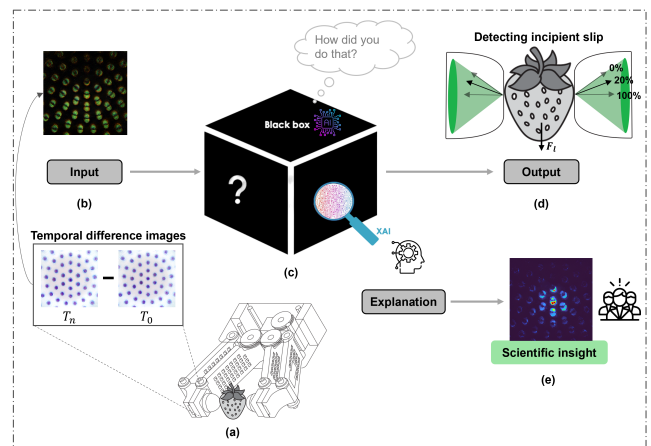 How did you
do that?
Detecting incipient slip
0%
20%
100%
Black box
AI
?
F_l
Input
Output
(b)
(d)
XAI
(c)
Temporal difference images
T_n
T_0
Explanation
Scientific insight
(e)
(a)